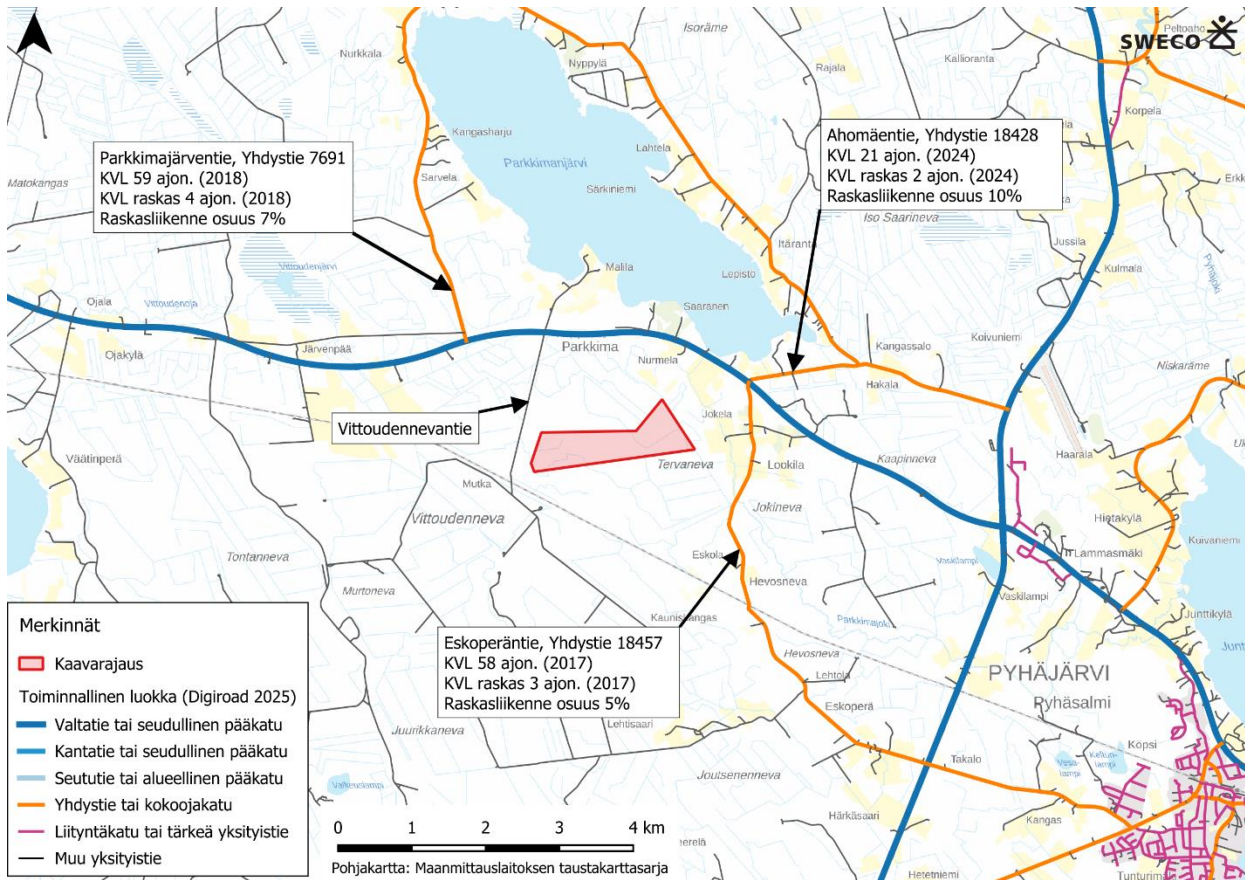 SWECO
Isoräme
Peltoaho
Nurkkala
Nyppylä
Kallioranta
Rajala
Korpela
Kangasharju
Lahtela
Parkkimanjärvi
Särkiniemi
Matokangas
Sarvela
Parkkimajärventie, Yhdystie 7691
KVL 59 ajon. (2018)
KVL raskas 4 ajon. (2018)
Raskasliikenne osuus 7%
Ahomäentie, Yhdystie 18428
KVL 21 ajon. (2024)
KVL raskas 2 ajon. (2024)
Raskasliikenne osuus 10%
Iso Saarineva
Itäranta
Jussila
Kulmala
Pyhäjoki
Vittoudenjärvi
Malila
Lepistö
Saaranen
Ojala
Vittoudenoja
Ojakylä
Järvenpää
Parkkima
Nurmela
Kangassalo
Koivuniemi
Niskaräme
Hakala
Jokela
Vittoudennevantie
Väätinperä
Mutka
Tervaneva
Lookila
Kaapinneva
Haarala
Vittoudenneva
Jokineva
Hietakylä
Kuivaniemi
Tontanneva
Eskola
Lammasmäki
Vaskilampi
Vaskilampi
Murtoneva
Hevosneva
Kauniskangas
Parkkimajoki
Junttikylä
Eskoperäntie, Yhdystie 18457
KVL 58 ajon. (2017)
KVL raskas 3 ajon. (2017)
Raskasliikenne osuus 5%
Hevosneva
Lehtola
PYHÄJÄRVI
Pyhäsalmi
Eskoperä
Lehtisaari
Juurikkaneva
Joutsenenneva
Takalo
Köpsi
Härkäsaari
Kangas
Hetetniemi
Merkinnät
Kaavarajaus
Toiminnallinen luokka (Digiroad 2025)
Valtatie tai seudullinen pääkatu
Kantatie tai seudullinen pääkatu
Seututie tai alueellinen pääkatu
Yhdystie tai kokoojakatu
Liityntäkatu tai tärkeä yksityistie
Muu yksityistie
0 1 2 3 4 km
Pohjakartta: Maanmittauslaitoksen taustakarttasarja